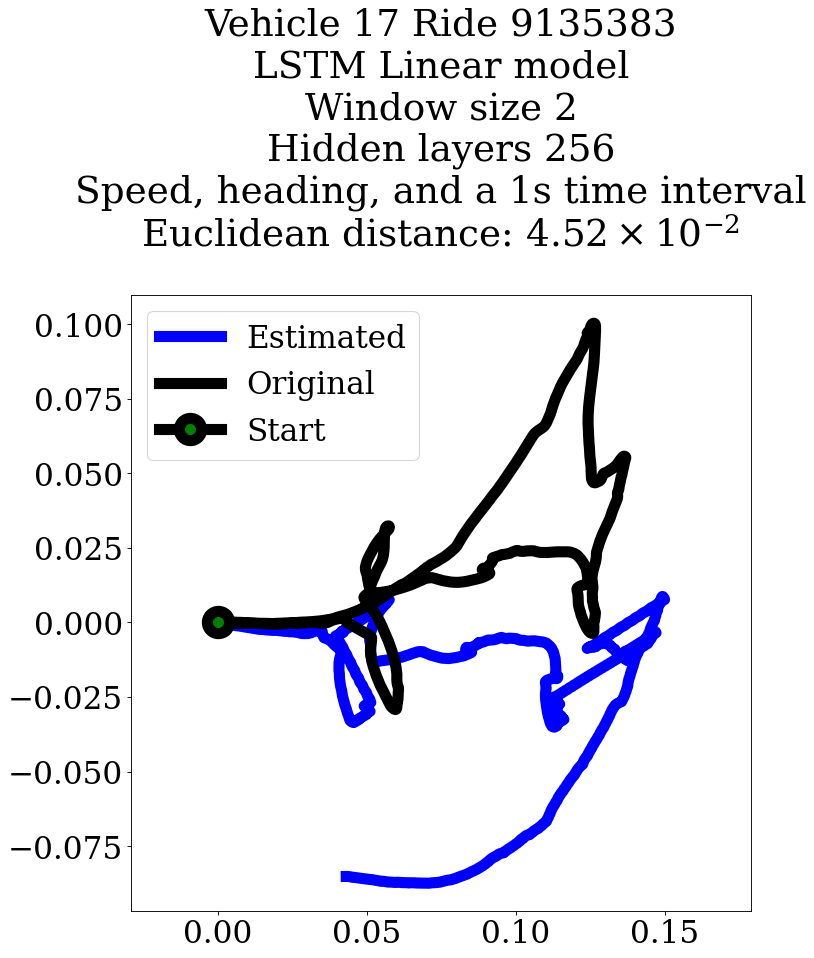 Vehicle 17 Ride 9135383
LSTM Linear model
Window size 2
Hidden layers 256
Speed, heading, and a 1s time interval
Euclidean distance: 4.52 × 10⁻²
Estimated
Original
Start
0.100
0.075
0.050
0.025
0.000
−0.025
−0.050
−0.075
0.00 0.05 0.10 0.15